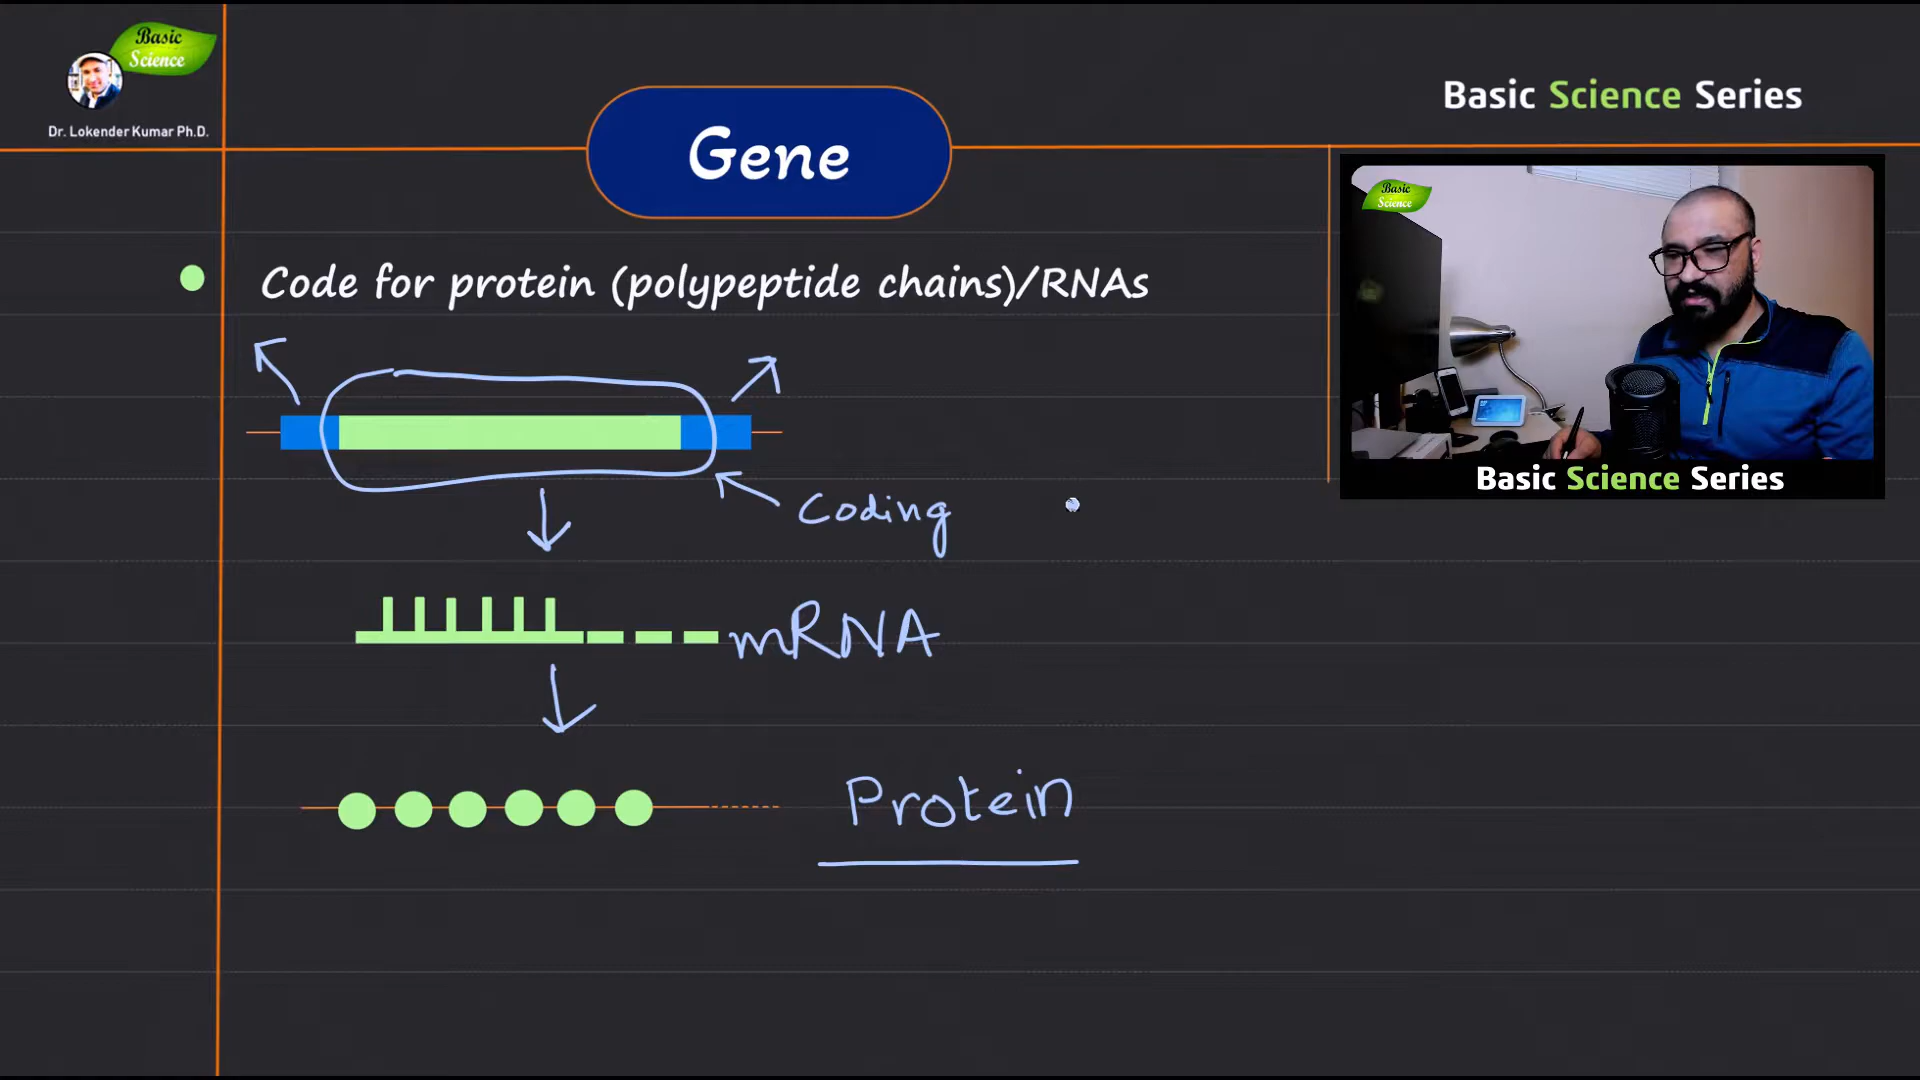 Basic
Science
Dr. Lokender Kumar Ph.D.
Gene
Basic Science Series
Code for protein (polypeptide chains)/RNAs
Coding
mRNA
Protein
Basic
Science
Basic Science Series